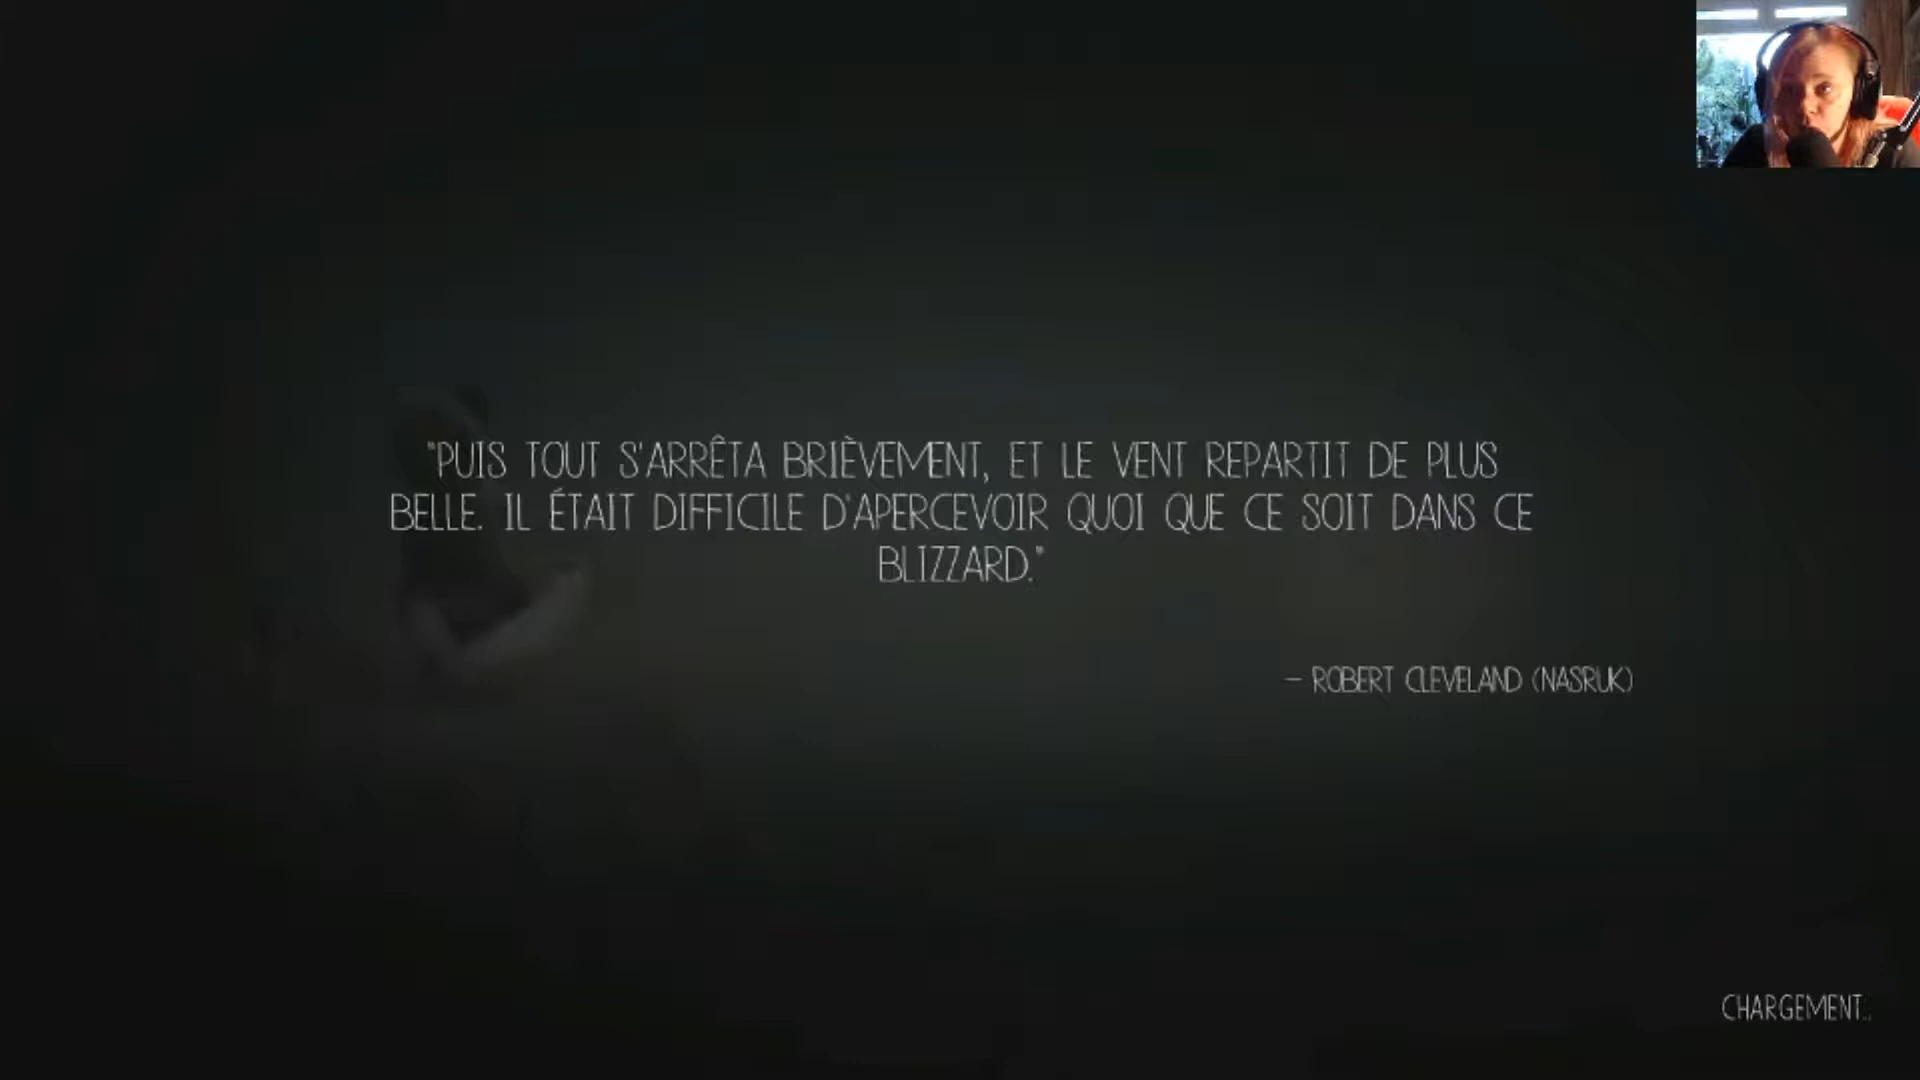 "PUIS TOUT S'ARRÊTA BRIÈVEMENT, ET LE VENT REPARTIT DE PLUS
BELLE. IL ÉTAIT DIFFICILE D'APERCEVOIR QUOI QUE CE SOIT DANS CE
BLIZZARD."
– ROBERT CLEVELAND (NASRUK)
CHARGEMENT..